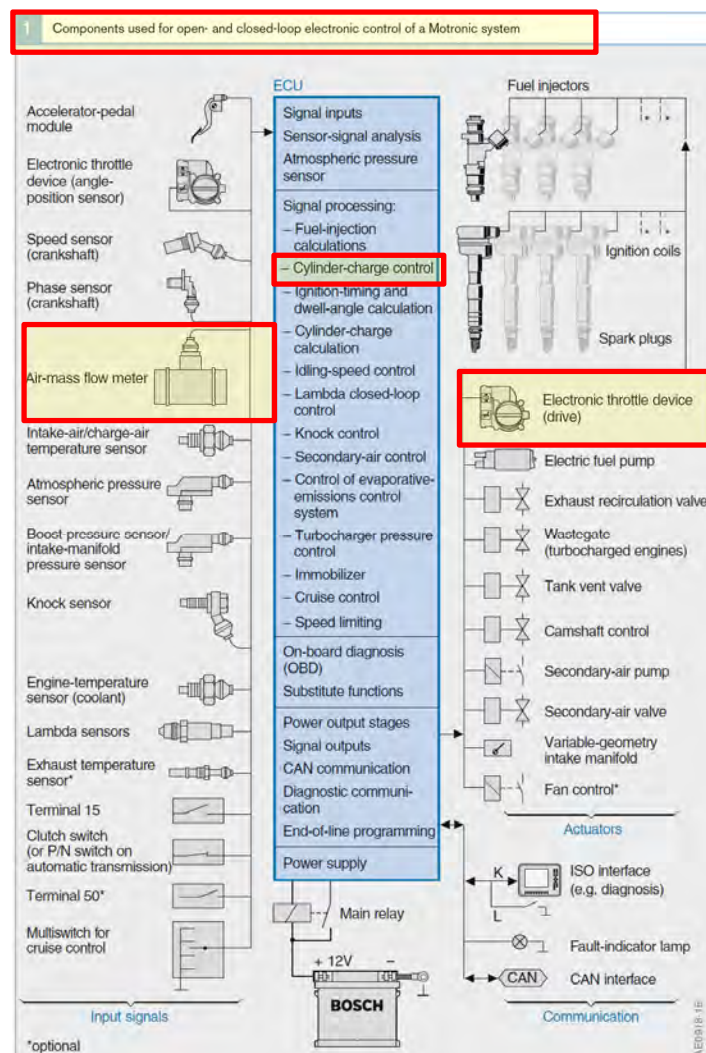 1 Components used for open- and closed-loop electronic control of a Motronic system
Accelerator-pedal
module
Electronic throttle
device (angle-
position sensor)
Speed sensor
(crankshaft)
Phase sensor
(crankshaft)
Air-mass flow meter
Intake-air/charge-air
temperature sensor
Atmospheric pressure
sensor
Boost pressure sensor/
intake-manifold
pressure sensor
Knock sensor
Engine-temperature
sensor (coolant)
Lambda sensors
Exhaust temperature
sensor*
Terminal 15
Clutch switch
(or P/N switch on
automatic transmission)
Terminal 50*
Multiswitch for
cruise control
Input signals
*optional
ECU
Signal inputs
Sensor-signal analysis
Atmospheric pressure
sensor
Signal processing:
– Fuel-injection
calculations
– Cylinder-charge control
– Ignition-timing and
dwell-angle calculation
– Cylinder-charge
calculation
– Idling-speed control
– Lambda closed-loop
control
– Knock control
– Secondary-air control
– Control of evaporative-
emissions control
system
– Turbocharger pressure
control
– Immobilizer
– Cruise control
– Speed limiting
On-board diagnosis
(OBD)
Substitute functions
Power output stages
Signal outputs
CAN communication
Diagnostic communi-
cation
End-of-line programming
Power supply
Main relay
+ 12V –
BOSCH
Fuel injectors
Ignition coils
Spark plugs
Electronic throttle device
(drive)
Electric fuel pump
Exhaust recirculation valve
Wastegate
(turbocharged engines)
Tank vent valve
Camshaft control
Secondary-air pump
Secondary-air valve
Variable-geometry
intake manifold
Fan control*
Actuators
K
L
ISO interface
(e.g. diagnosis)
Fault-indicator lamp
CAN
CAN interface
Communication